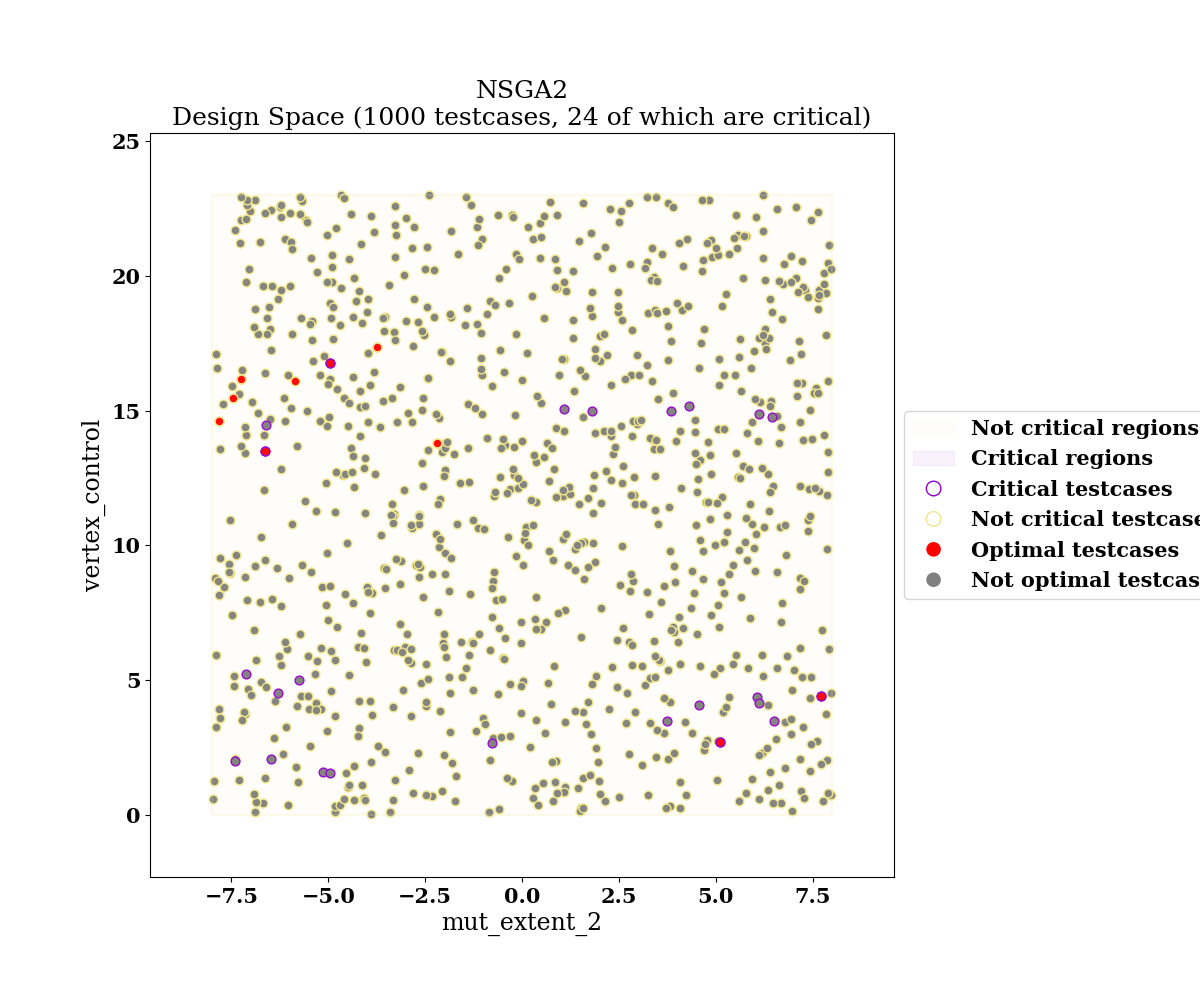 NSGA2
Design Space (1000 testcases, 24 of which are critical)
25
20
15
10
5
0
vertex_control
−7.5 −5.0 −2.5 0.0 2.5 5.0 7.5
mut_extent_2
Not critical regions
Critical regions
Critical testcases
Not critical testcase
Optimal testcases
Not optimal testcas